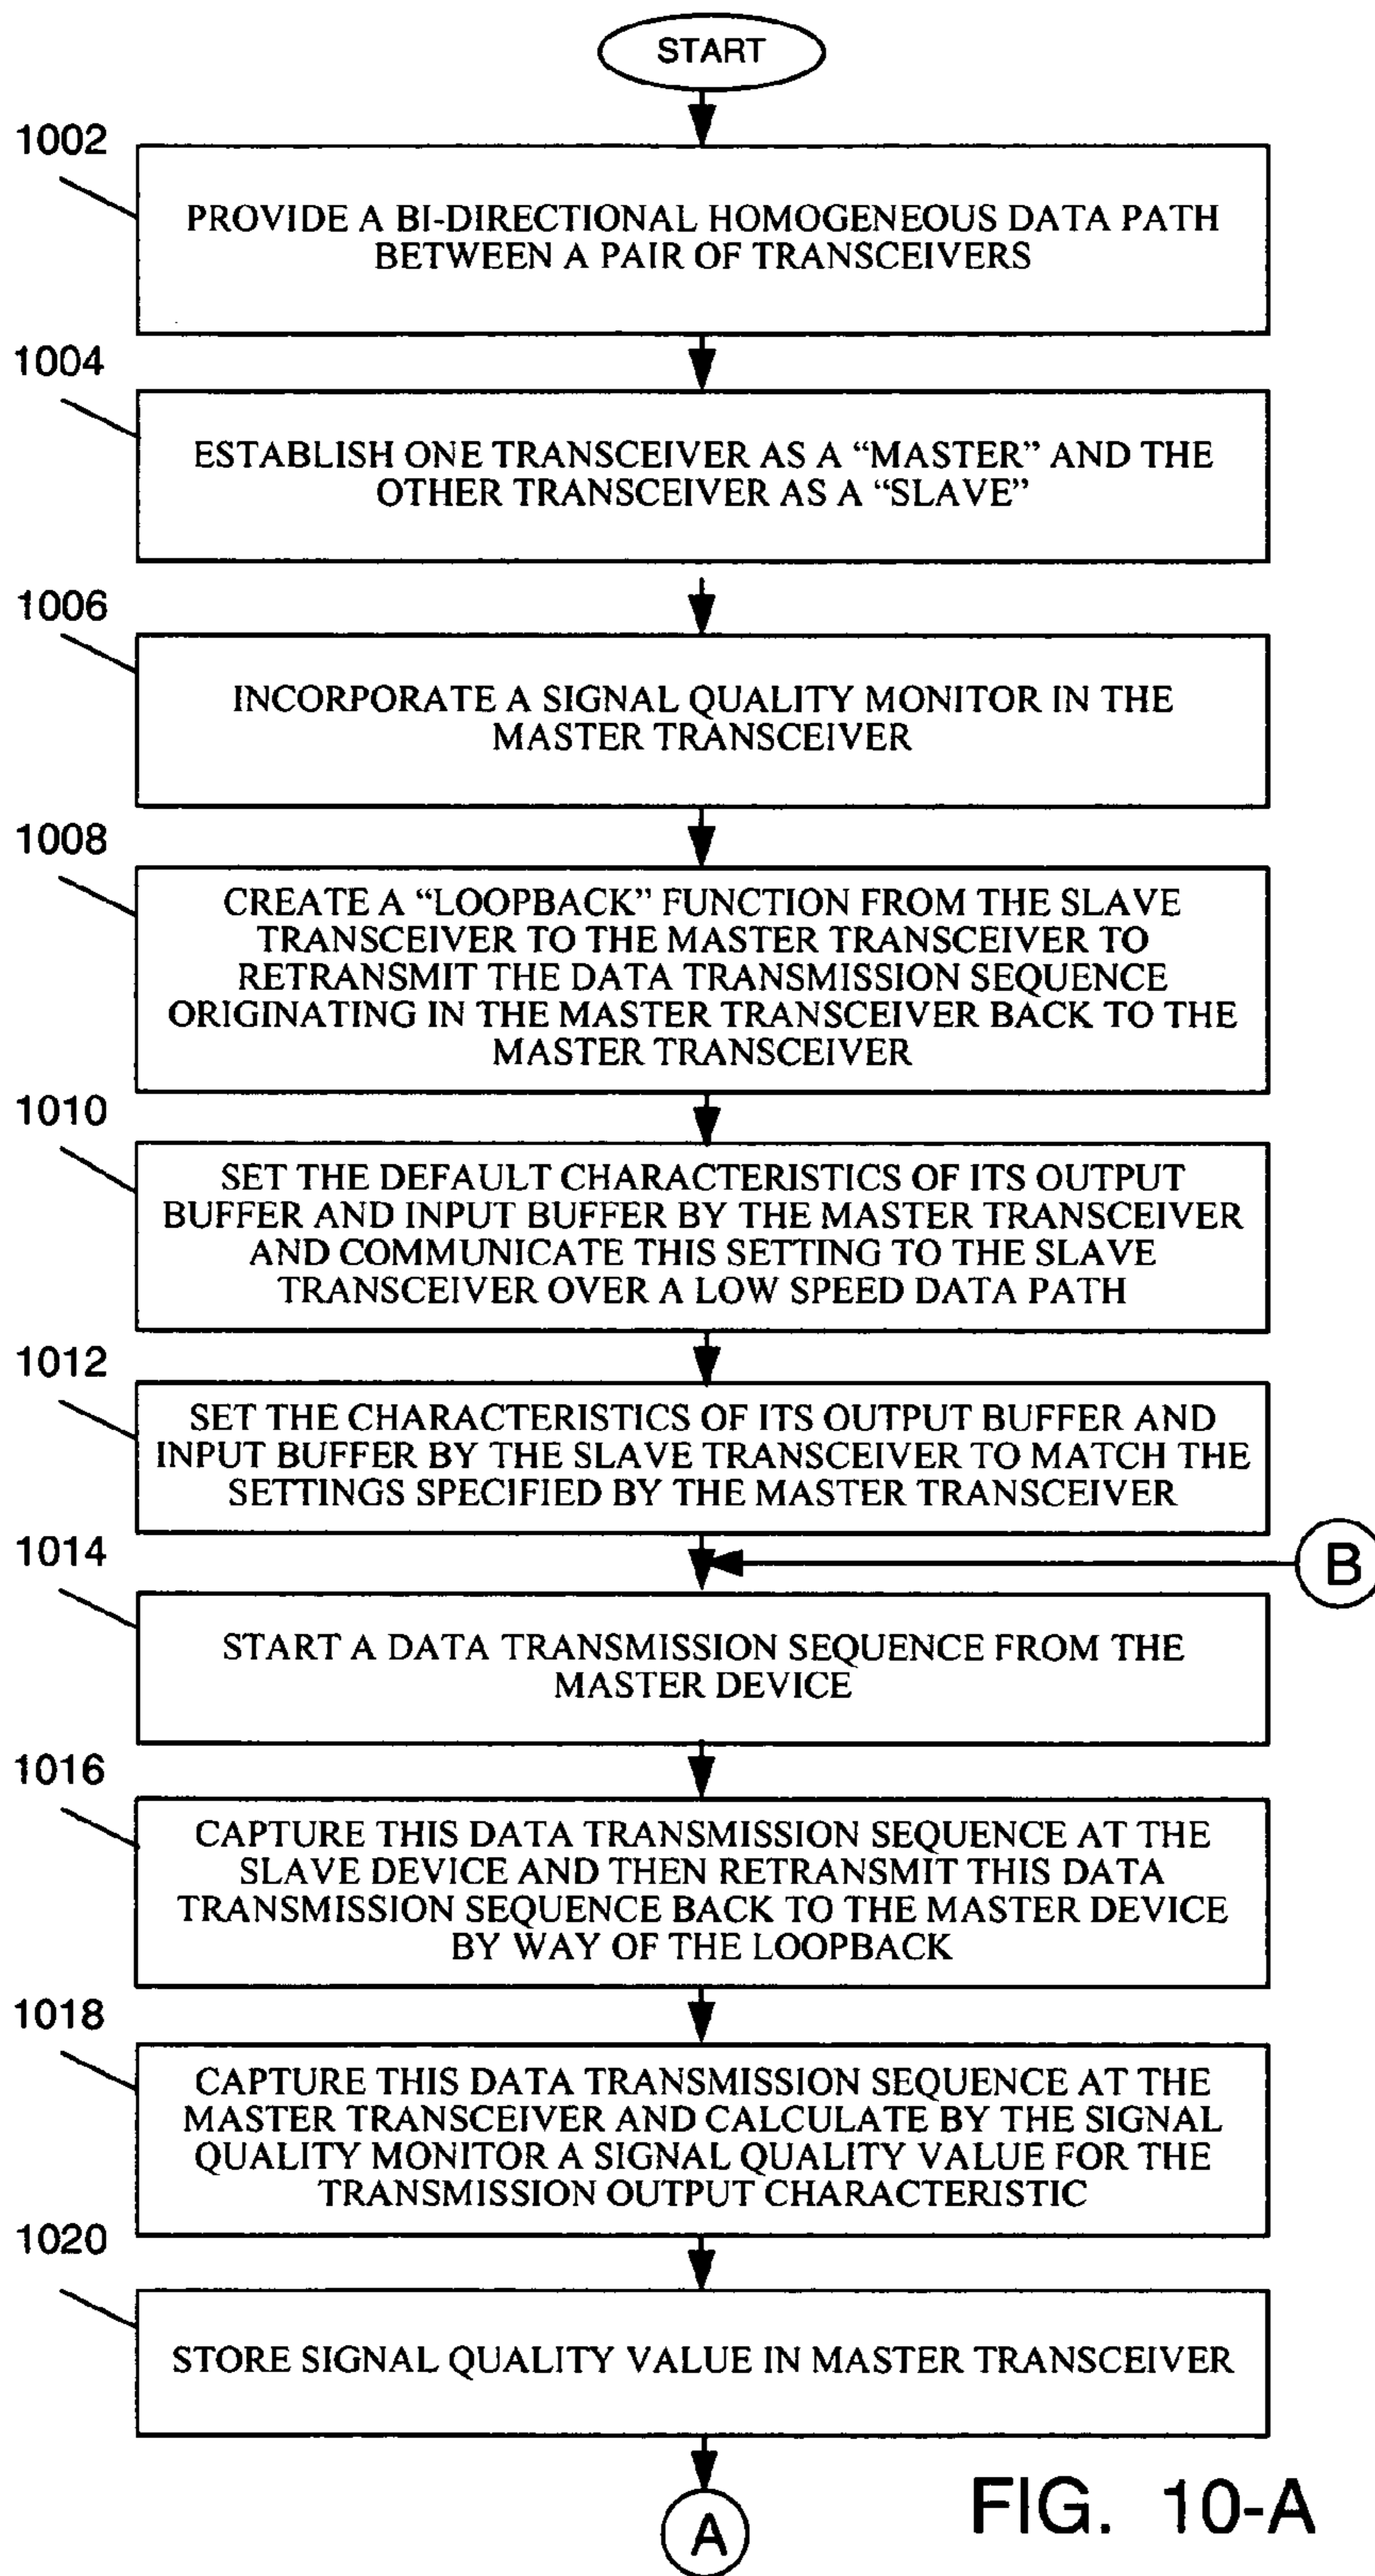 START
1002
PROVIDE A BI-DIRECTIONAL HOMOGENEOUS DATA PATH
BETWEEN A PAIR OF TRANSCEIVERS
1004
ESTABLISH ONE TRANSCEIVER AS A “MASTER” AND THE
OTHER TRANSCEIVER AS A “SLAVE”
1006
INCORPORATE A SIGNAL QUALITY MONITOR IN THE
MASTER TRANSCEIVER
1008
CREATE A “LOOPBACK” FUNCTION FROM THE SLAVE
TRANSCEIVER TO THE MASTER TRANSCEIVER TO
RETRANSMIT THE DATA TRANSMISSION SEQUENCE
ORIGINATING IN THE MASTER TRANSCEIVER BACK TO THE
MASTER TRANSCEIVER
1010
SET THE DEFAULT CHARACTERISTICS OF ITS OUTPUT
BUFFER AND INPUT BUFFER BY THE MASTER TRANSCEIVER
AND COMMUNICATE THIS SETTING TO THE SLAVE
TRANSCEIVER OVER A LOW SPEED DATA PATH
1012
SET THE CHARACTERISTICS OF ITS OUTPUT BUFFER AND
INPUT BUFFER BY THE SLAVE TRANSCEIVER TO MATCH THE
SETTINGS SPECIFIED BY THE MASTER TRANSCEIVER
1014
B
START A DATA TRANSMISSION SEQUENCE FROM THE
MASTER DEVICE
1016
CAPTURE THIS DATA TRANSMISSION SEQUENCE AT THE
SLAVE DEVICE AND THEN RETRANSMIT THIS DATA
TRANSMISSION SEQUENCE BACK TO THE MASTER DEVICE
BY WAY OF THE LOOPBACK
1018
CAPTURE THIS DATA TRANSMISSION SEQUENCE AT THE
MASTER TRANSCEIVER AND CALCULATE BY THE SIGNAL
QUALITY MONITOR A SIGNAL QUALITY VALUE FOR THE
TRANSMISSION OUTPUT CHARACTERISTIC
1020
STORE SIGNAL QUALITY VALUE IN MASTER TRANSCEIVER
A
FIG. 10-A